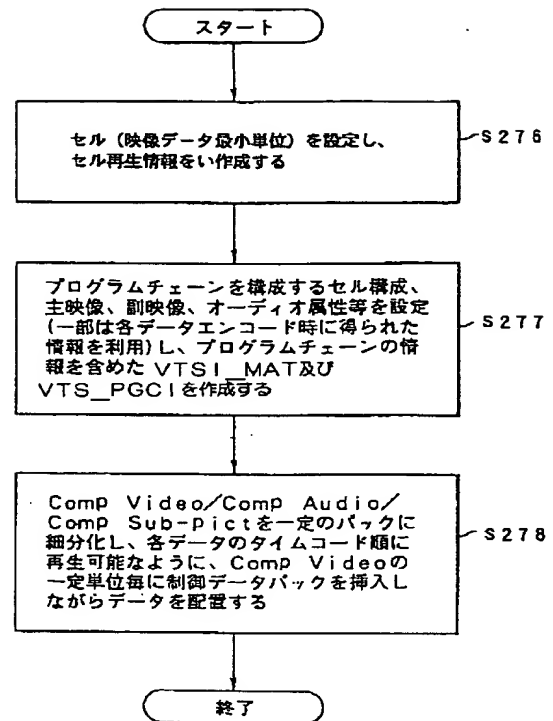 スタート
セル(映像データ最小単位)を設定し、
セル再生情報をい作成する
S276
プログラムチェーンを構成するセル構成、
主映像、副映像、オーディオ属性等を設定
(一部は各データエンコード時に得られた
情報を利用)し、プログラムチェーンの情
報を含めたVTSI_MAT及び
VTS_PGCIを作成する
S277
Comp Video/Comp Audio/
Comp Sub-pictを一定のパックに
細分化し、各データのタイムコード順に
再生可能なように、Comp Videoの
一定単位毎に制御データパックを挿入し
ながらデータを配置する
S278
終了